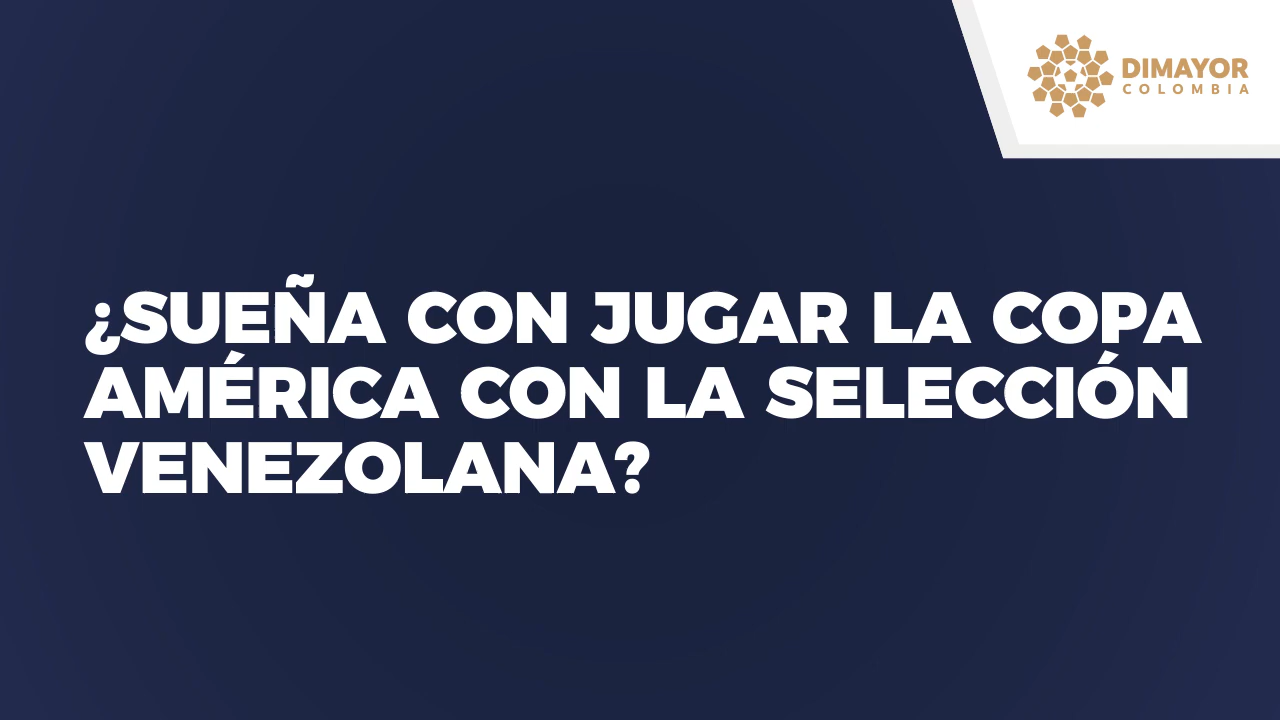 DIMAYOR
COLOMBIA
¿SUEÑA CON JUGAR LA COPA
AMÉRICA CON LA SELECCIÓN
VENEZOLANA?